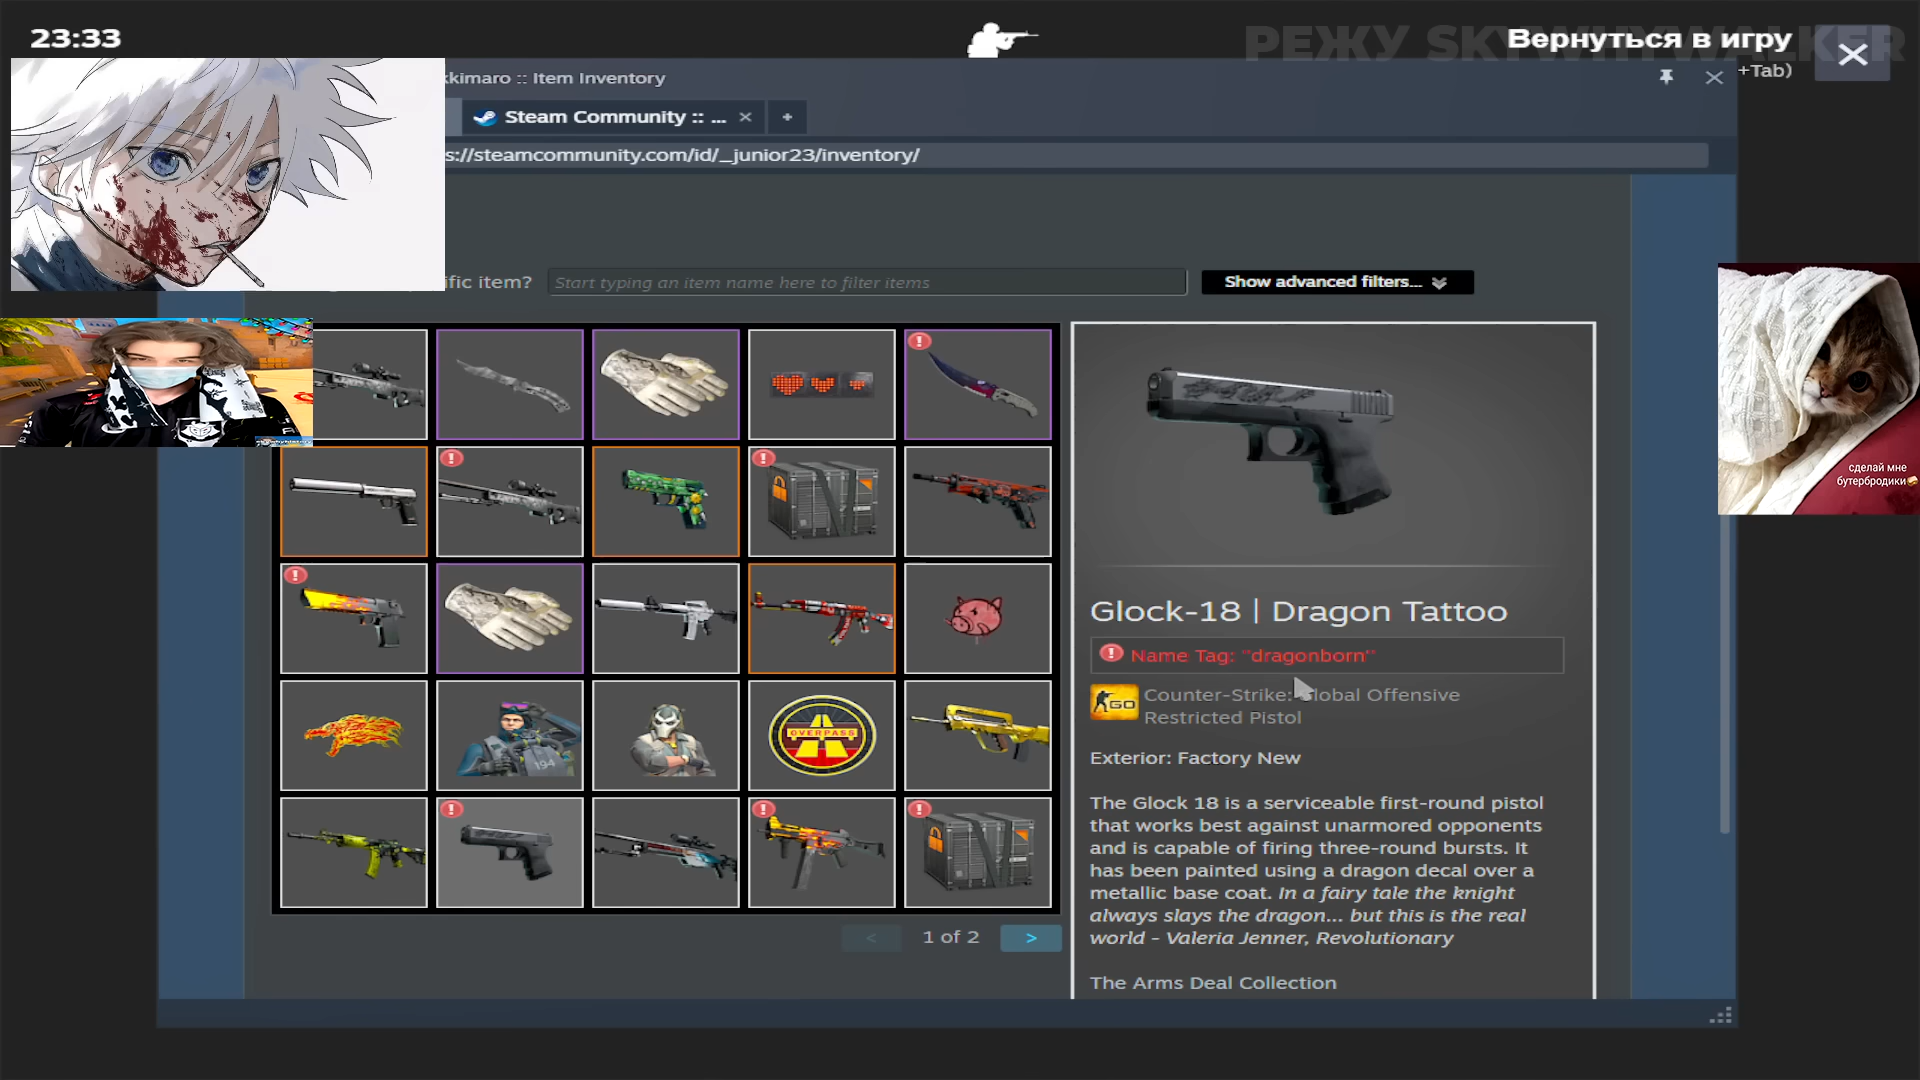 23:33
РЕЖУ SKYWHYWALKER
Вернуться в игру
+Tab)
kimaro :: Item Inventory
Steam Community :: ...
s://steamcommunity.com/id/_junior23/inventory/
ific item?
Start typing an item name here to filter items
Show advanced filters...
сделай мне
бутербродики
OVERPASS
194
Glock-18 | Dragon Tattoo
Name Tag: ''dragonborn''
GO
Counter-Strike: Global Offensive
Restricted Pistol
Exterior: Factory New
The Glock 18 is a serviceable first-round pistol
that works best against unarmored opponents
and is capable of firing three-round bursts. It
has been painted using a dragon decal over a
metallic base coat. In a fairy tale the knight
always slays the dragon... but this is the real
world - Valeria Jenner, Revolutionary
The Arms Deal Collection
< 1 of 2 >